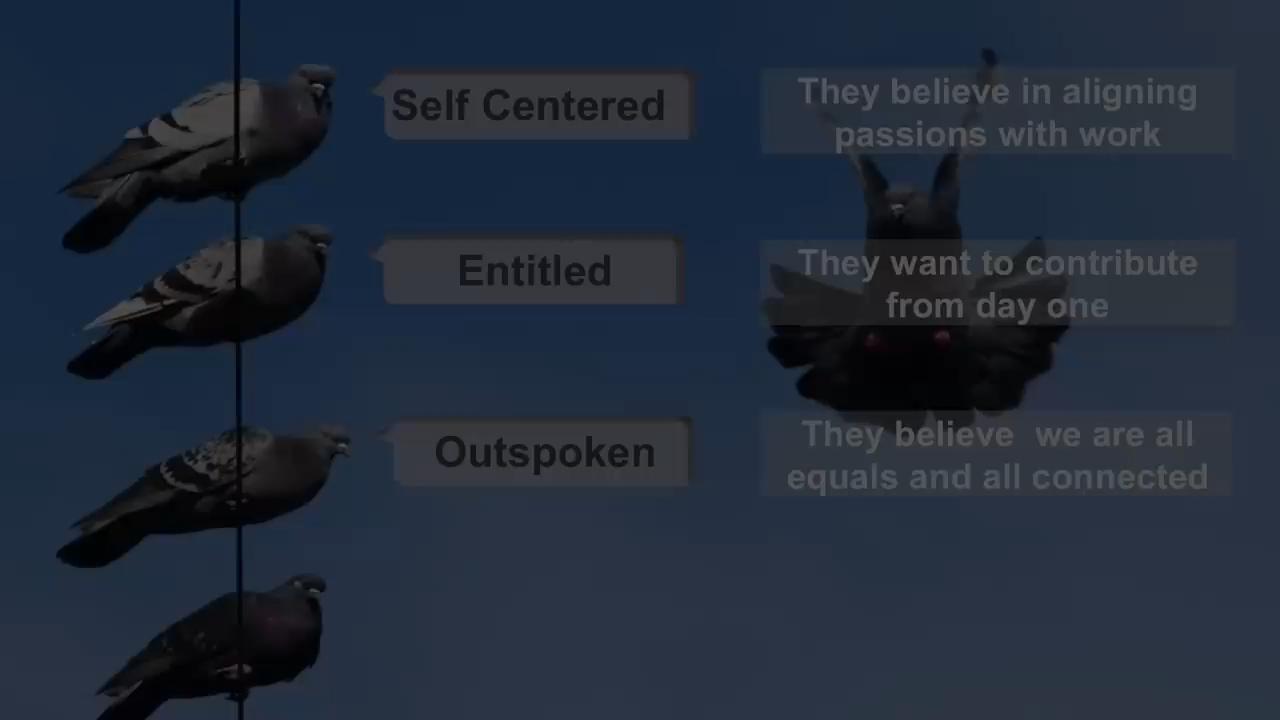 Self Centered
They believe in aligning
passions with work
Entitled
They want to contribute
from day one
Outspoken
They believe  we are all
equals and all connected